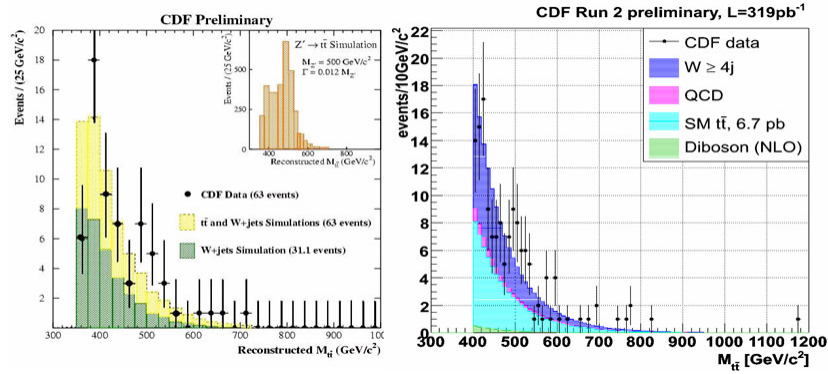 CDF Preliminary
Events / (25 GeV/c²)
20
18
16
14
12
10
8
6
4
2
Events / (25 GeV/c²)
500
250
0
Z′ → tt̄ Simulation
M_Z′ = 500 GeV/c²
Γ = 0.012 M_Z′
400 600 800
Reconstructed M_tt̄ (GeV/c²)
CDF Data (63 events)
tt̄ and W+jets Simulations (63 events)
W+jets Simulation (31.1 events)
300 400 500 600 700 800 900
Reconstructed M_tt̄ (GeV/c²)
CDF Run 2 preliminary, L=319pb⁻¹
events/10GeV/c²
22
20
18
16
14
12
10
8
6
4
2
0
CDF data
W ≥ 4j
QCD
SM tt̄, 6.7 pb
Diboson (NLO)
300 400 500 600 700 800 900 1000 1100 1200
M_tt̄ [GeV/c²]